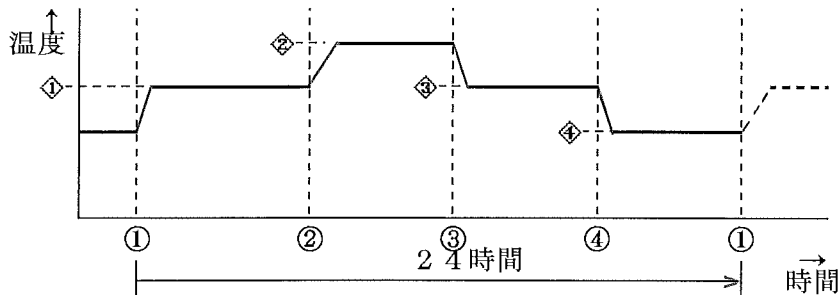 ↑
温度
②
①
③
④
① ② ③ ④ ①
24時間
→
時間